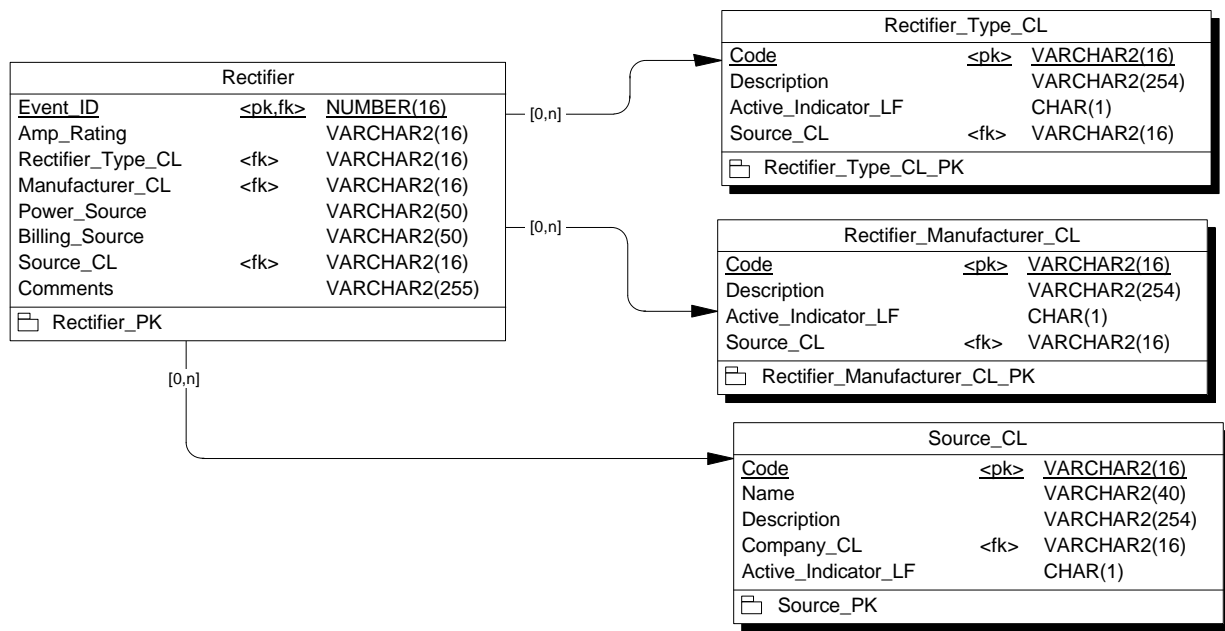 Rectifier
Event_ID <pk,fk> NUMBER(16)
Amp_Rating VARCHAR2(16)
Rectifier_Type_CL <fk> VARCHAR2(16)
Manufacturer_CL <fk> VARCHAR2(16)
Power_Source VARCHAR2(50)
Billing_Source VARCHAR2(50)
Source_CL <fk> VARCHAR2(16)
Comments VARCHAR2(255)
Rectifier_PK
[0,n]
[0,n]
[0,n]
Rectifier_Type_CL
Code <pk> VARCHAR2(16)
Description VARCHAR2(254)
Active_Indicator_LF CHAR(1)
Source_CL <fk> VARCHAR2(16)
Rectifier_Type_CL_PK
Rectifier_Manufacturer_CL
Code <pk> VARCHAR2(16)
Description VARCHAR2(254)
Active_Indicator_LF CHAR(1)
Source_CL <fk> VARCHAR2(16)
Rectifier_Manufacturer_CL_PK
Source_CL
Code <pk> VARCHAR2(16)
Name VARCHAR2(40)
Description VARCHAR2(254)
Company_CL <fk> VARCHAR2(16)
Active_Indicator_LF CHAR(1)
Source_PK